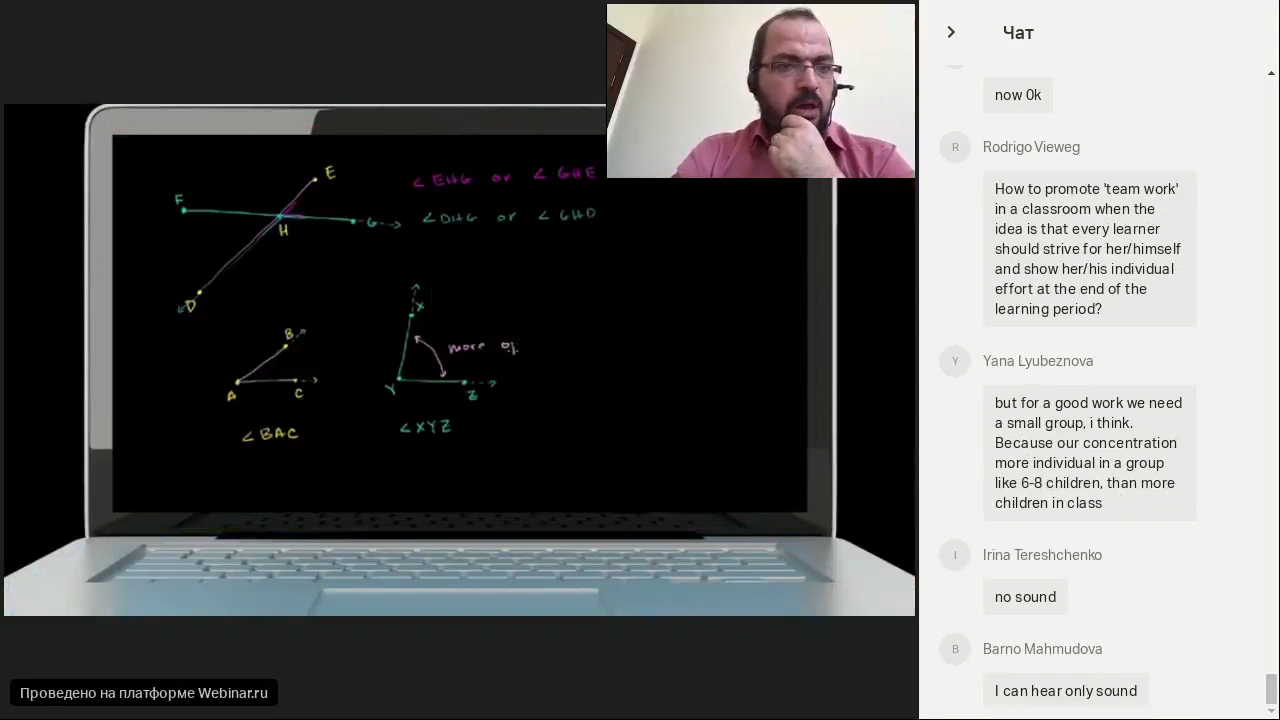 Чат
now 0k
R
Rodrigo Vieweg
How to promote 'team work'
in a classroom when the
idea is that every learner
should strive for her/himself
and show her/his individual
effort at the end of the
learning period?
Y
Yana Lyubeznova
but for a good work we need
a small group, i think.
Because our concentration
more individual in a group
like 6-8 children, than more
children in class
I
Irina Tereshchenko
no sound
B
Barno Mahmudova
I can hear only sound
E
∠EHG or ∠GHE
F
G
∠DHG or ∠GHD
H
D
X
B
more
A
C
Y
Z
∠BAC
∠XYZ
Проведено на платформе Webinar.ru